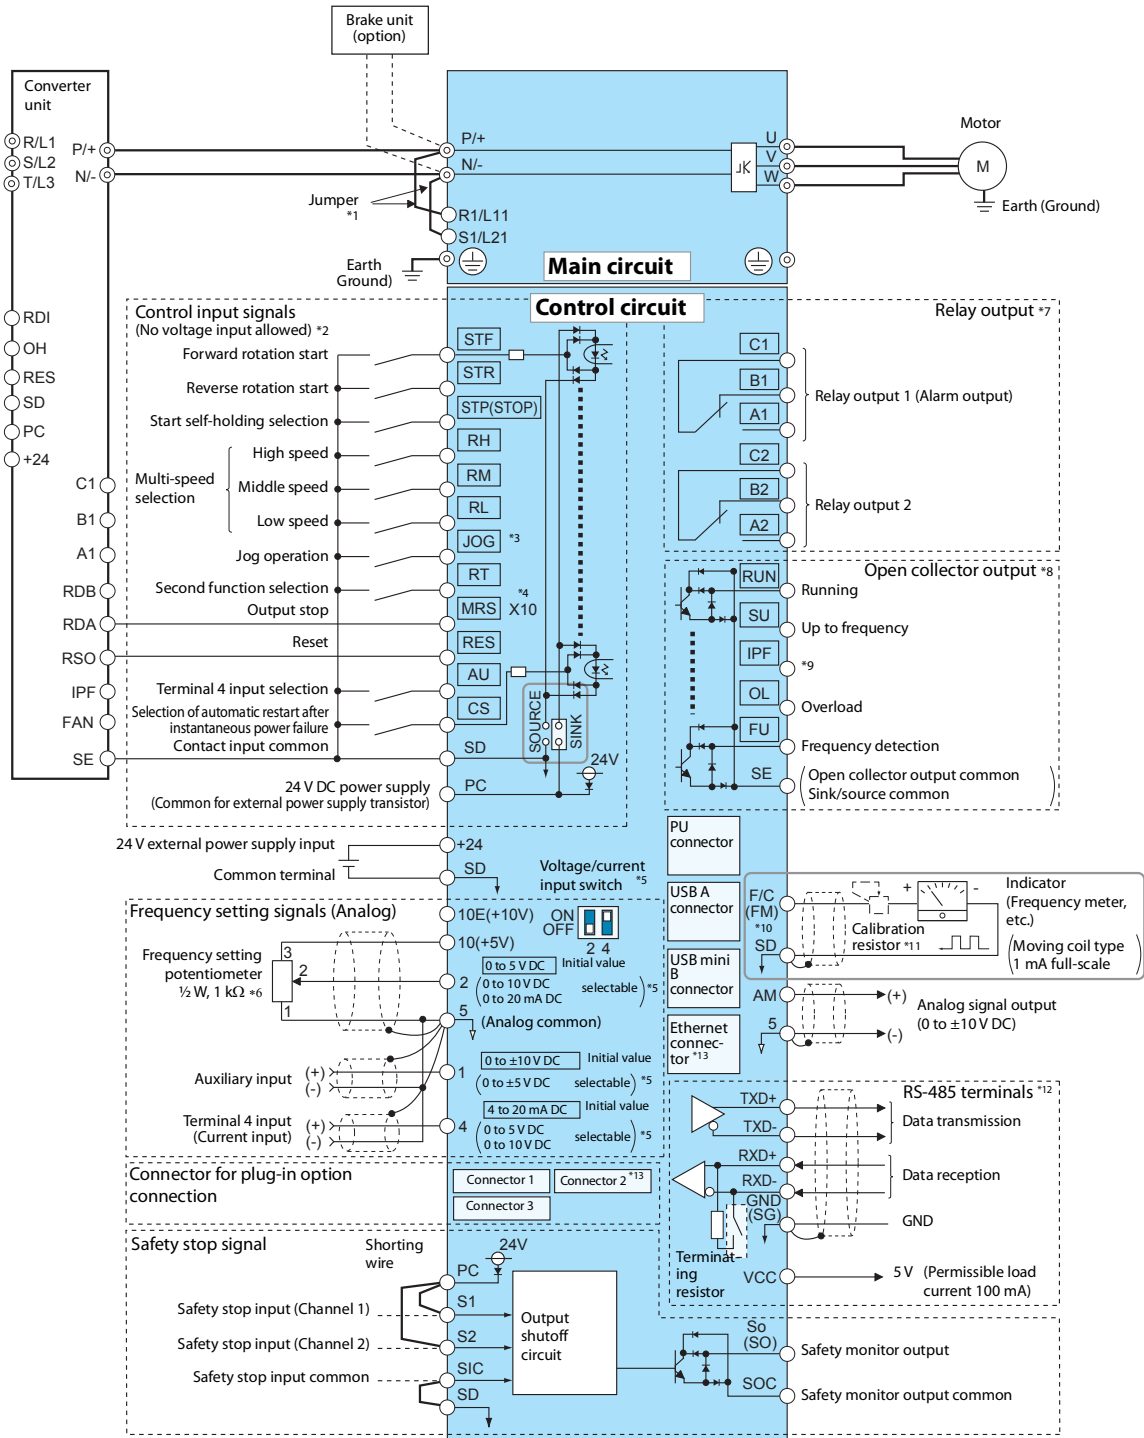 Brake unit
(option)
Converter
unit
R/L1
S/L2
T/L3
P/+
N/-
P/+
N/-
Jumper
*1
R1/L11
S1/L21
Earth
Ground)
Main circuit
U
V
W
Motor
M
Earth (Ground)
RDI
OH
RES
SD
PC
+24
C1
B1
A1
RDB
RDA
RSO
IPF
FAN
SE
Control circuit
Control input signals
(No voltage input allowed) *2
Forward rotation start
STF
Reverse rotation start
STR
Start self-holding selection
STP(STOP)
Multi-speed
selection
High speed
RH
Middle speed
RM
Low speed
RL
Jog operation
JOG *3
Second function selection
RT
Output stop
MRS X10 *4
Reset
RES
Terminal 4 input selection
AU
Selection of automatic restart after
instantaneous power failure
CS
Contact input common
SD
SOURCE
SINK
24V
24 V DC power supply
(Common for external power supply transistor)
PC
Relay output *7
C1
B1
A1
Relay output 1 (Alarm output)
C2
B2
A2
Relay output 2
Open collector output *8
RUN
Running
SU
Up to frequency
IPF
*9
OL
Overload
FU
Frequency detection
SE
(Open collector output common
Sink/source common)
24 V external power supply input
+24
Common terminal
SD
Voltage/current
input switch *5
ON
OFF
2 4
PU
connector
USB A
connector
USB mini
B
connector
Ethernet
connec-
tor *13
Frequency setting signals (Analog)
10E(+10V)
10(+5V)
Frequency setting
potentiometer
½ W, 1 kΩ *6
3
2
1
2
0 to 5 V DC Initial value
(0 to 10 V DC
0 to 20 mA DC selectable) *5
5
(Analog common)
Auxiliary input
(+)
(-)
1
0 to ±10 V DC Initial value
(0 to ±5 V DC selectable) *5
Terminal 4 input
(Current input)
(+)
(-)
4
4 to 20 mA DC Initial value
(0 to 5 V DC
0 to 10 V DC selectable) *5
F/C
(FM)
*10
SD
+
-
Calibration
resistor *11
Indicator
(Frequency meter,
etc.)
(Moving coil type
1 mA full-scale)
AM
(+)
5
(-)
Analog signal output
(0 to ±10 V DC)
RS-485 terminals *12
TXD+
TXD-
Data transmission
RXD+
RXD-
Data reception
GND
(SG)
GND
Terminat-
ing
resistor
VCC
5 V (Permissible load
current 100 mA)
Connector for plug-in option
connection
Connector 1
Connector 2 *13
Connector 3
Safety stop signal
Shorting
wire
24V
PC
Safety stop input (Channel 1)
S1
Safety stop input (Channel 2)
S2
Safety stop input common
SIC
SD
Output
shutoff
circuit
So
(SO)
Safety monitor output
SOC
Safety monitor output common